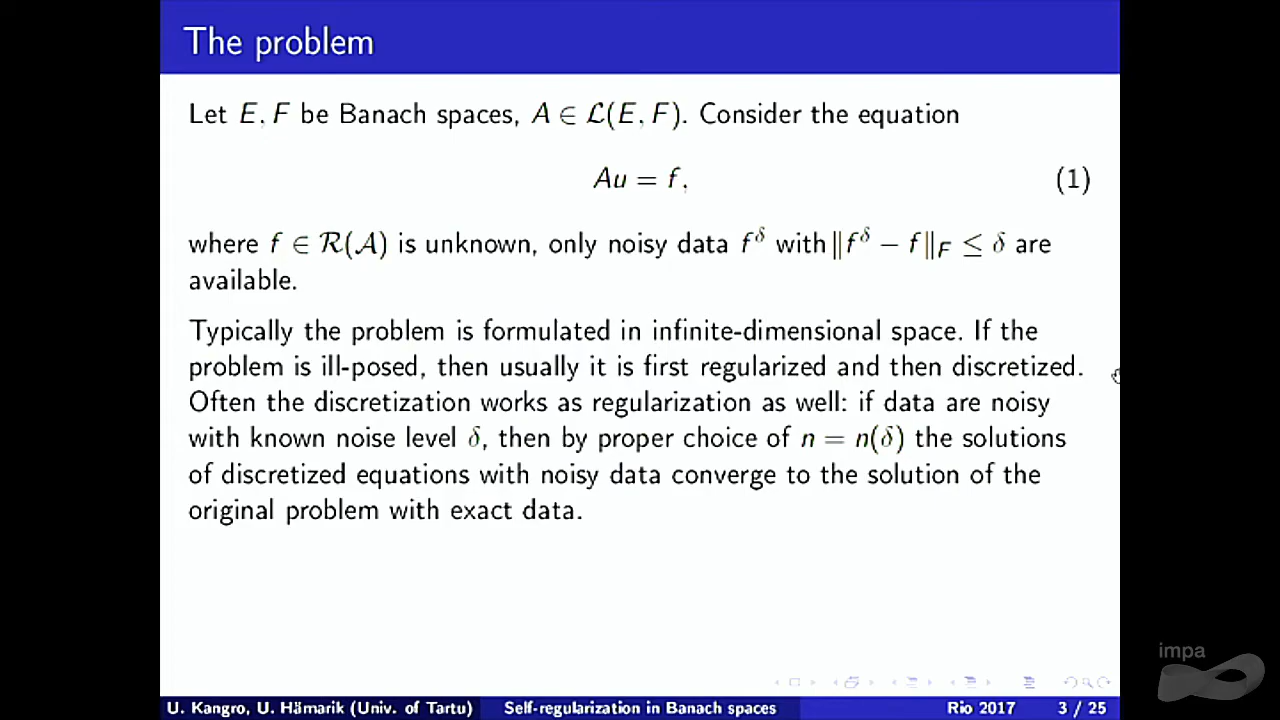 The problem
Let E, F be Banach spaces, A ∈ ℒ(E, F). Consider the equation
Au = f, (1)
where f ∈ ℛ(𝒜) is unknown, only noisy data f^δ with ‖f^δ − f‖_F ≤ δ are
available.
Typically the problem is formulated in infinite-dimensional space. If the
problem is ill-posed, then usually it is first regularized and then discretized.
Often the discretization works as regularization as well: if data are noisy
with known noise level δ, then by proper choice of n = n(δ) the solutions
of discretized equations with noisy data converge to the solution of the
original problem with exact data.
impa
U. Kangro, U. Hämarik (Univ. of Tartu) Self-regularization in Banach spaces Rio 2017 3 / 25